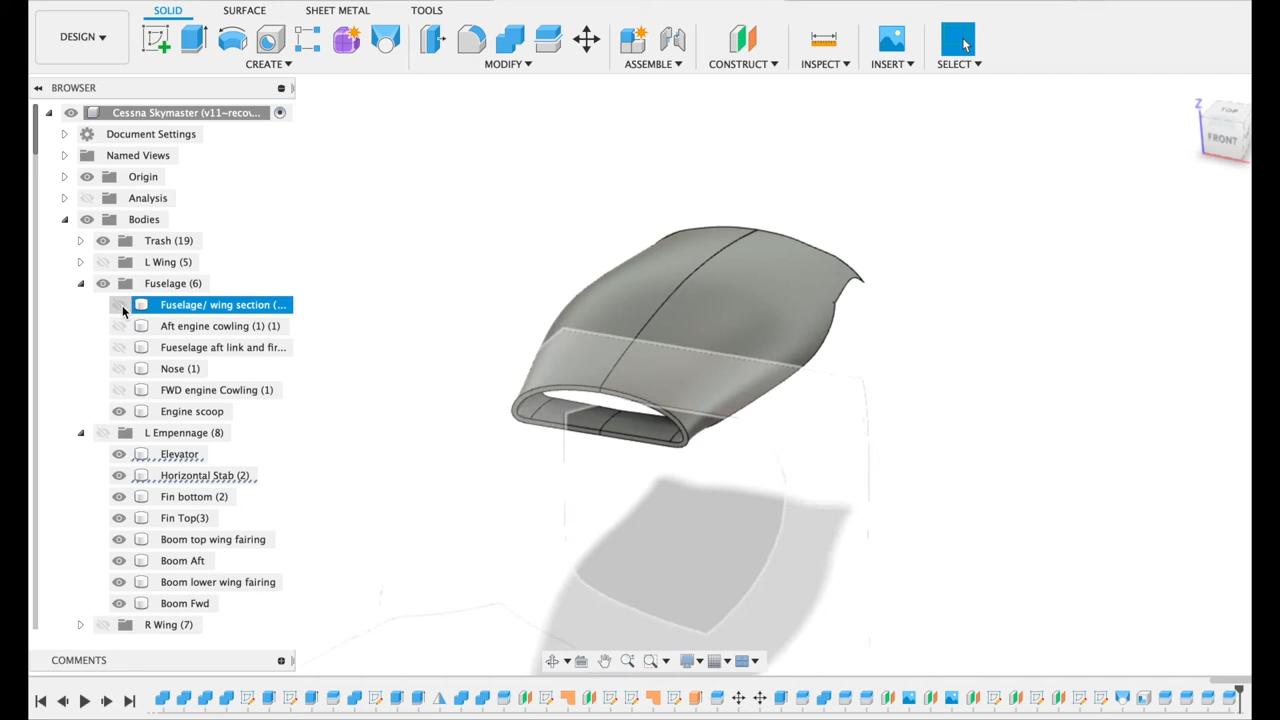 SOLID SURFACE SHEET METAL TOOLS
DESIGN
CREATE MODIFY ASSEMBLE CONSTRUCT INSPECT INSERT SELECT
BROWSER
Cessna Skymaster (v11~recov...
Document Settings
Named Views
Origin
Analysis
Bodies
Trash (19)
L Wing (5)
Fuselage (6)
Fuselage/ wing section (...
Aft engine cowling (1) (1)
Fueselage aft link and fir...
Nose (1)
FWD engine Cowling (1)
Engine scoop
L Empennage (8)
Elevator
Horizontal Stab (2)
Fin bottom (2)
Fin Top(3)
Boom top wing fairing
Boom Aft
Boom lower wing fairing
Boom Fwd
R Wing (7)
COMMENTS
Z
TOP
FRONT